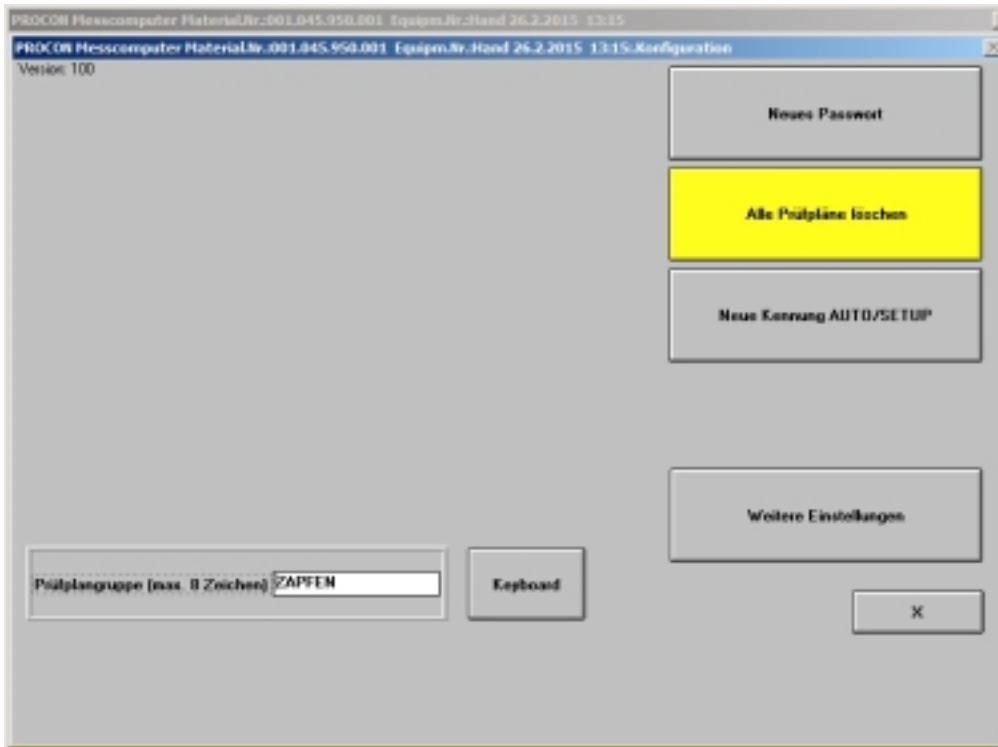 PROCON Messcomputer Material.Nr.:001.045.950.001 Equipm.Nr.:Hand 26.2.2015 13:15
PROCON Messcomputer Material.Nr.:001.045.950.001 Equipm.Nr.:Hand 26.2.2015 13:15:.Konfiguration
Version: 100
Neues Passwort
Alle Prüfpläne löschen
Neue Kennung AUTO/SETUP
Weitere Einstellungen
Prüfplangruppe (max. 8 Zeichen) ZAPFEN
Keyboard
X